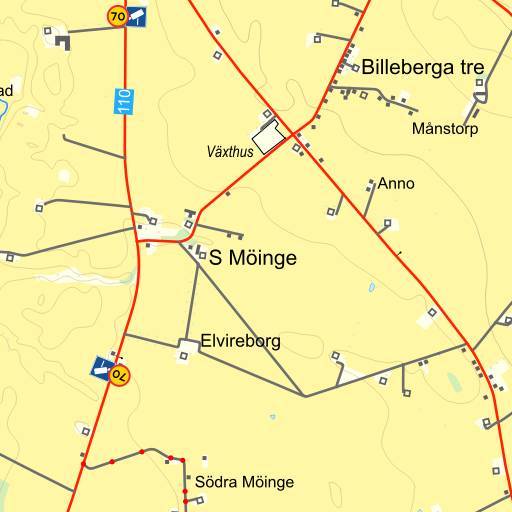 70
Billeberga tre
ad
110
Månstorp
Växthus
Anno
S Möinge
Elvireborg
70
Södra Möinge